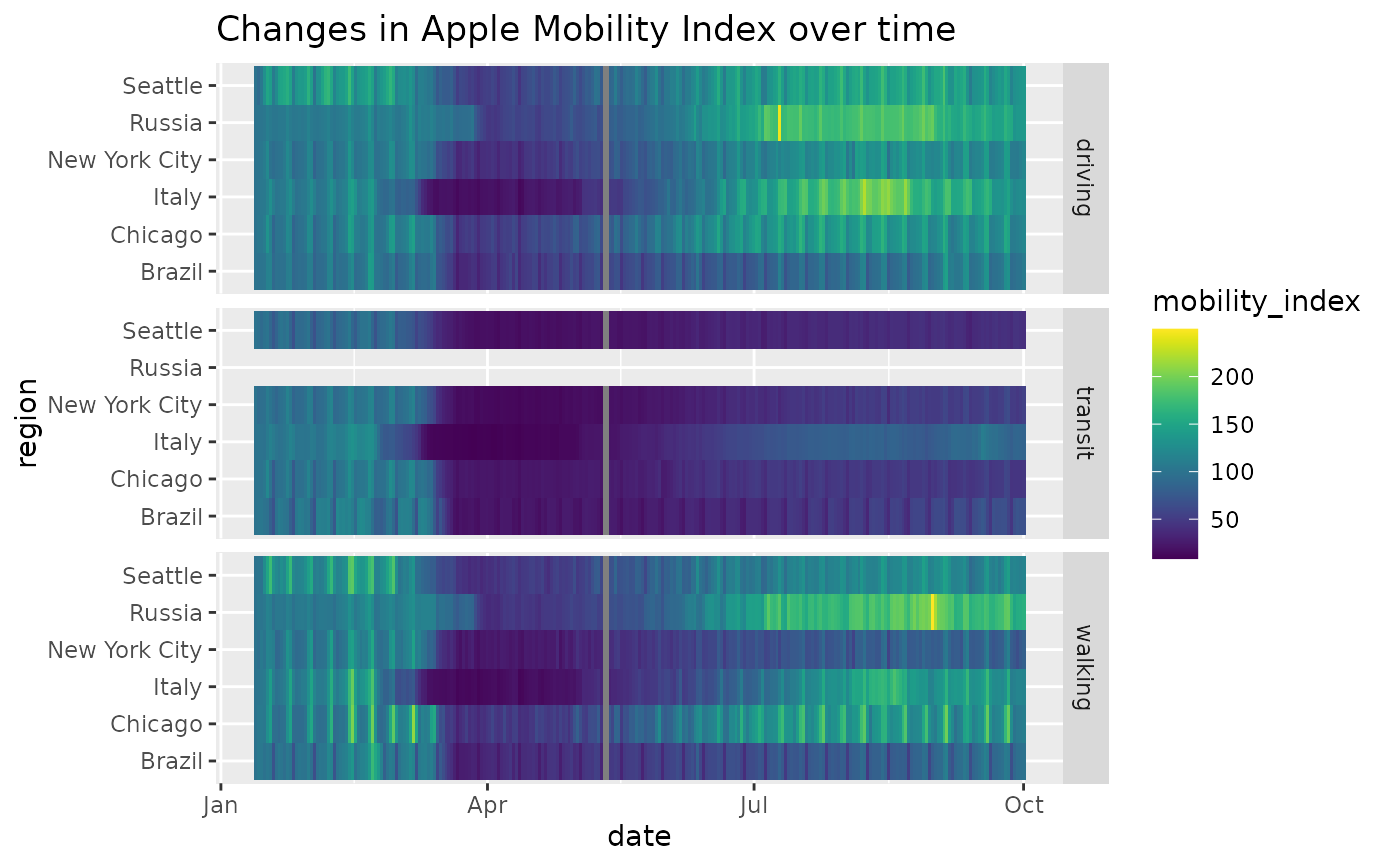 Changes in Apple Mobility Index over time
region
Seattle
Russia
New York City
Italy
Chicago
Brazil
driving
Seattle
Russia
New York City
Italy
Chicago
Brazil
transit
Seattle
Russia
New York City
Italy
Chicago
Brazil
walking
Jan
Apr
Jul
Oct
date
mobility_index
200
150
100
50